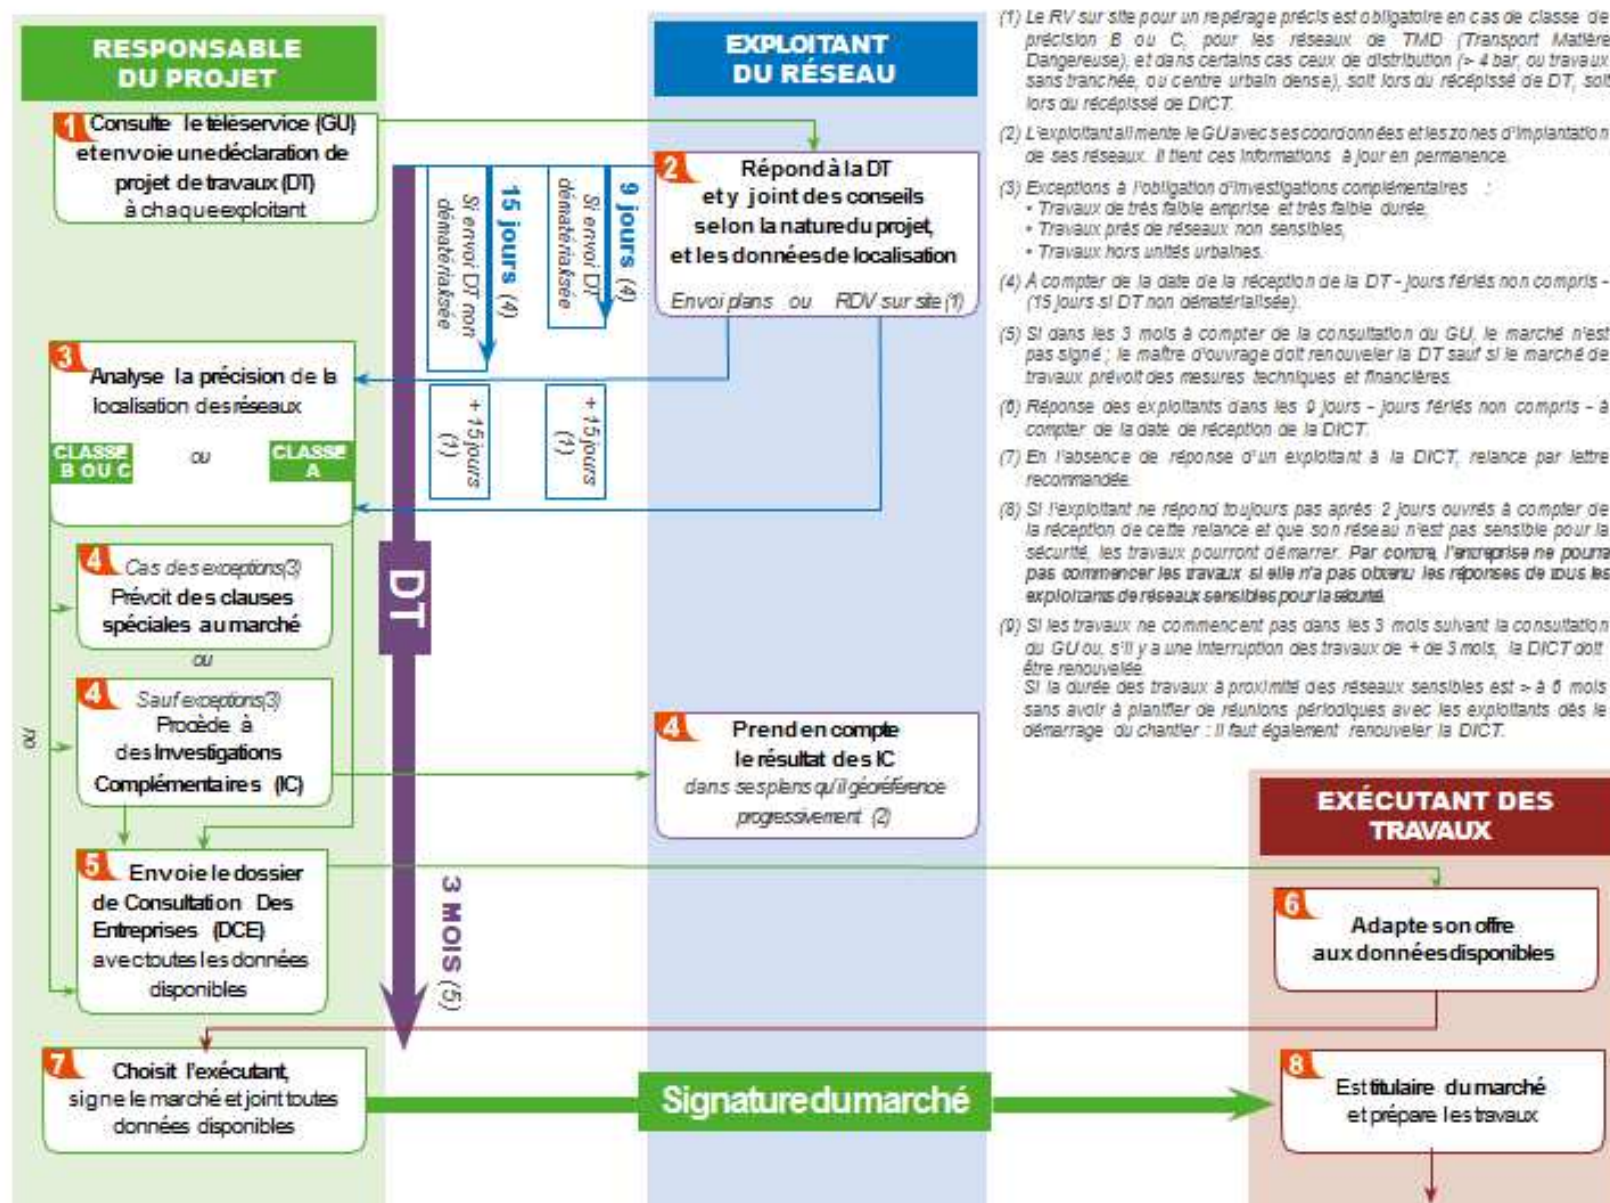 RESPONSABLE
DU PROJET
EXPLOITANT
DU RÉSEAU
1
Consulte le téléservice (GU)
et envoie une déclaration de
projet de travaux (DT)
à chaque exploitant
9 jours (4)
Si envoi DT
dématérialisée
15 jours (4)
Si envoi DT non
dématérialisée
2
Répond à la DT
et y joint des conseils
selon la nature du projet,
et les données de localisation
Envoi plans ou RDV sur site (1)
3
Analyse la précision de la
localisation des réseaux
CLASSE
B OU C
ou
CLASSE
A
+ 15 jours
(1)
+ 15 jours
(1)
DT
4
Cas des exceptions(3)
Prévoit des clauses
spéciales au marché
ou
4
Sauf exceptions(3)
Procède à
des Investigations
Complémentaires (IC)
ou
4
Prend en compte
le résultat des IC
dans ses plans qu'il géoréférence
progressivement (2)
5
Envoie le dossier
de Consultation Des
Entreprises (DCE)
avec toutes les données
disponibles
3 MOIS (5)
7
Choisit l'exécutant,
signe le marché et joint toutes
données disponibles
Signature du marché
(1) Le RV sur site pour un repérage précis est obligatoire en cas de classe de
précision B ou C, pour les réseaux de TMD (Transport Matière
Dangereuse), et dans certains cas ceux de distribution (> 4 bar, ou travaux
sans tranchée, ou centre urbain dense), soit lors du récépissé de DT, soit
lors du récépissé de DICT.
(2) L'exploitant alimente le GU avec ses coordonnées et les zones d'implantation
de ses réseaux. Il tient ces informations à jour en permanence.
(3) Exceptions à l'obligation d'investigations complémentaires :
• Travaux de très faible emprise et très faible durée,
• Travaux près de réseaux non sensibles,
• Travaux hors unités urbaines.
(4) À compter de la date de la réception de la DT - jours fériés non compris -
(15 jours si DT non dématérialisée).
(5) Si dans les 3 mois à compter de la consultation du GU, le marché n'est
pas signé ; le maître d'ouvrage doit renouveler la DT sauf si le marché de
travaux prévoit des mesures techniques et financières.
(6) Réponse des exploitants dans les 9 jours - jours fériés non compris - à
compter de la date de réception de la DICT.
(7) En l'absence de réponse d'un exploitant à la DICT, relance par lettre
recommandée.
(8) Si l'exploitant ne répond toujours pas après 2 jours ouvrés à compter de
la réception de cette relance et que son réseau n'est pas sensible pour la
sécurité, les travaux pourront démarrer. Par contre, l'entreprise ne pourra
pas commencer les travaux si elle n'a pas obtenu les réponses de tous les
exploitants de réseaux sensibles pour la sécurité.
(9) Si les travaux ne commencent pas dans les 3 mois suivant la consultation
du GU ou, s'il y a une interruption des travaux de + de 3 mois, la DICT doit
être renouvelée.
Si la durée des travaux à proximité des réseaux sensibles est > à 6 mois
sans avoir à planifier de réunions périodiques avec les exploitants dès le
démarrage du chantier : il faut également renouveler la DICT.
EXÉCUTANT DES
TRAVAUX
6
Adapte son offre
aux données disponibles
8
Est titulaire du marché
et prépare les travaux